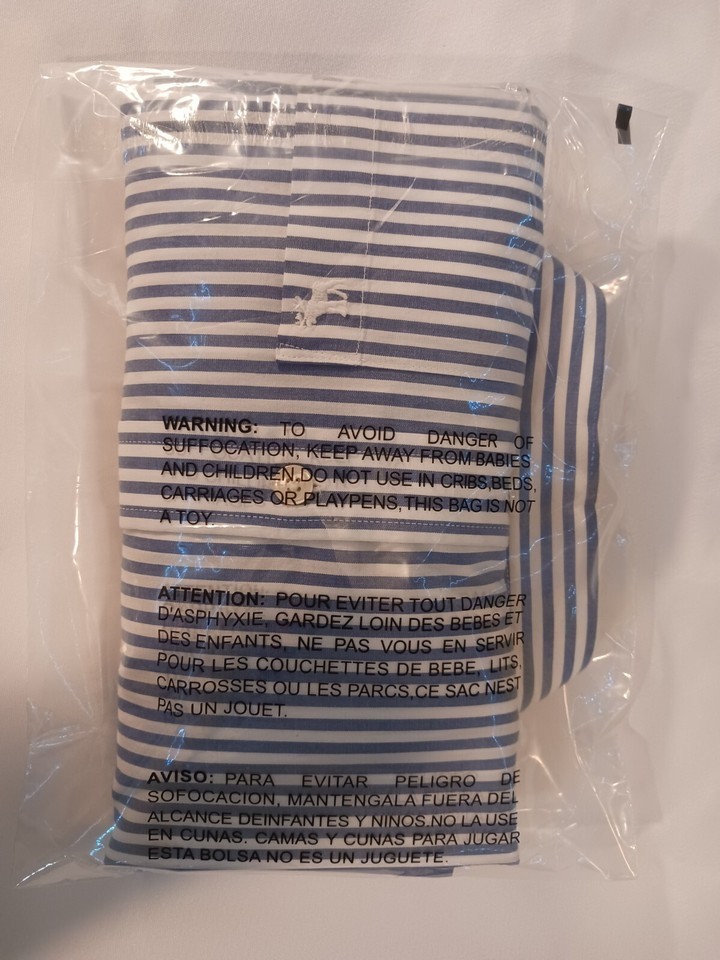 WARNING: TO AVOID DANGER OF
SUFFOCATION, KEEP AWAY FROM BABIES
AND CHILDREN.DO NOT USE IN CRIBS,BEDS,
CARRIAGES OR PLAYPENS,THIS BAG IS NOT
A TOY.
ATTENTION: POUR EVITER TOUT DANGER
D'ASPHYXIE, GARDEZ LOIN DES BEBES ET
DES ENFANTS, NE PAS VOUS EN SERVIR
POUR LES COUCHETTES DE BEBE, LITS,
CARROSSES OU LES PARCS,CE SAC NEST
PAS UN JOUET.
AVISO: PARA EVITAR PELIGRO DE
SOFOCACION, MANTENGALA FUERA DEL
ALCANCE DEINFANTES Y NINOS.NO LA USE
EN CUNAS. CAMAS Y CUNAS PARA JUGAR
ESTA BOLSA NO ES UN JUGUETE.